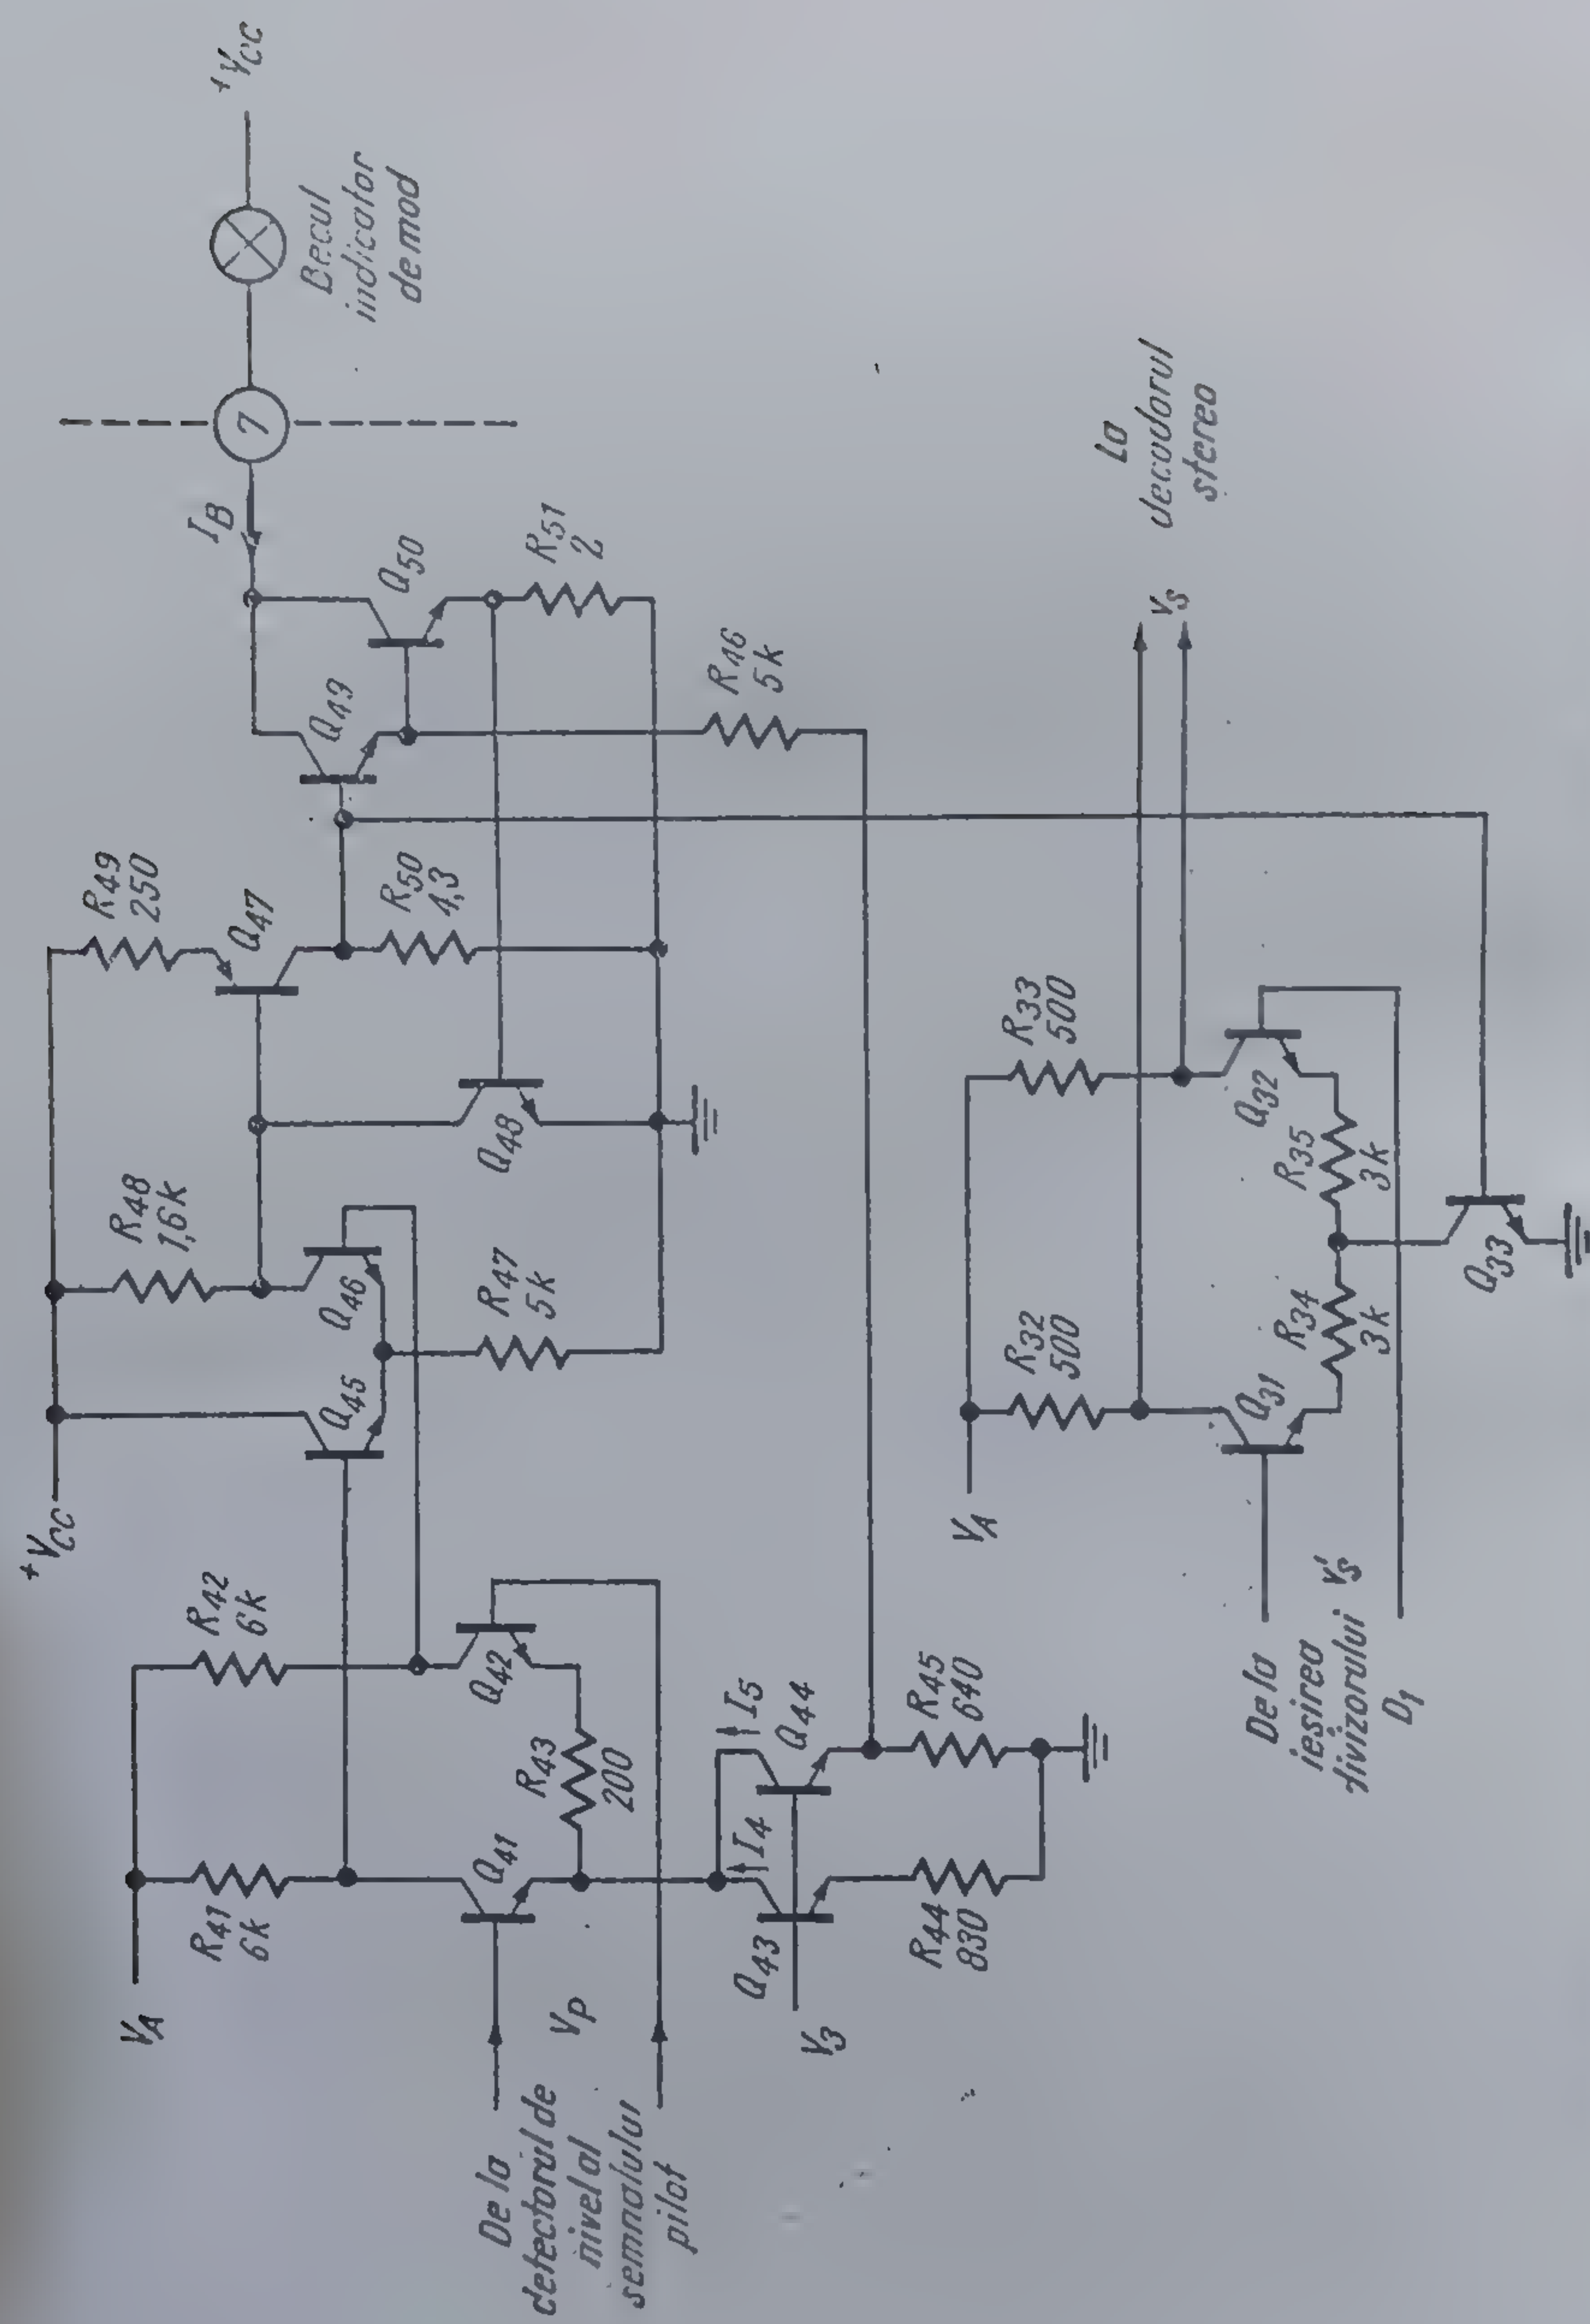 +VCC
VA
R41
6k
R42
6k
R48
1,6k
R49
250
Q47
Q45
Q46
R47
5k
Q48
R50
4,3
Q49
IB
Q50
R51
2
7
+VCC
Becul
indicator
de mod
De la
detectorul de
nivel al
semnalului
pilot
VP
Q41
Q42
R43
200
Q43
I4
I5
Q44
V3
R44
830
R45
640
R46
5k
VA
R32
500
R33
500
Q31
Q32
R34
3k
R35
3k
Q33
De la
iesirea
divizorului V'S
D1
VS
La
decodorul
stereo